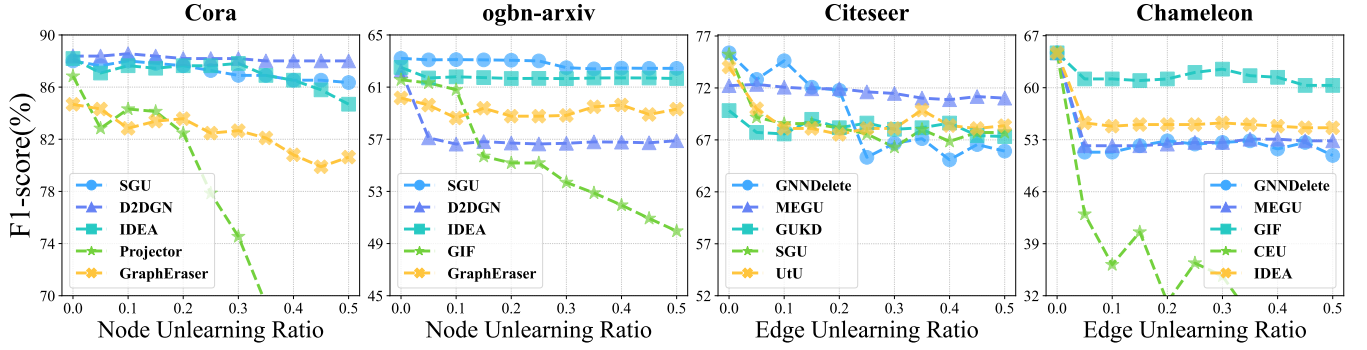 Cora
F1-score(%)
90
86
82
78
74
70
SGU
D2DGN
IDEA
Projector
GraphEraser
0.0 0.1 0.2 0.3 0.4 0.5
Node Unlearning Ratio
ogbn-arxiv
65
61
57
53
49
45
SGU
D2DGN
IDEA
GIF
GraphEraser
0.0 0.1 0.2 0.3 0.4 0.5
Node Unlearning Ratio
Citeseer
77
72
67
62
57
52
GNNDelete
MEGU
GUKD
SGU
UtU
0.0 0.1 0.2 0.3 0.4 0.5
Edge Unlearning Ratio
Chameleon
67
60
53
46
39
32
GNNDelete
MEGU
GIF
CEU
IDEA
0.0 0.1 0.2 0.3 0.4 0.5
Edge Unlearning Ratio